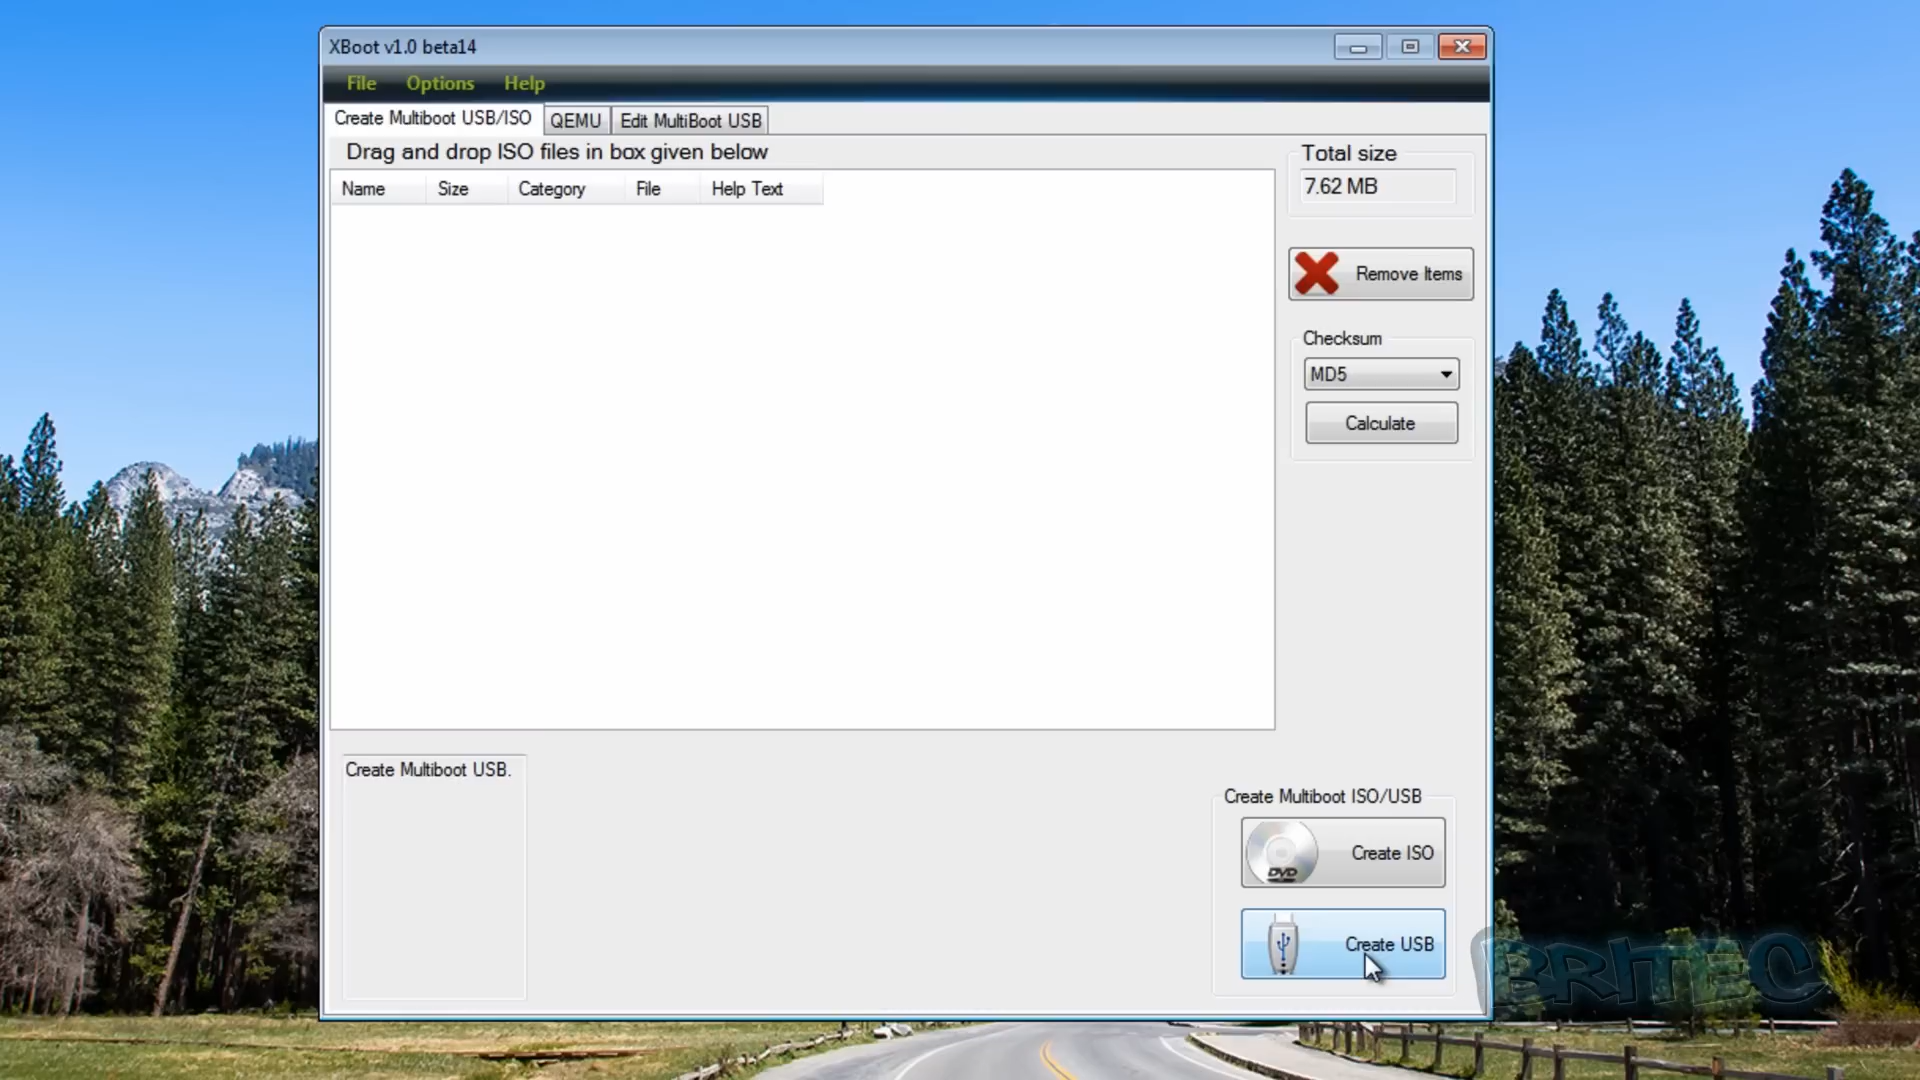 XBoot v1.0 beta14
File Options Help
Create Multiboot USB/ISO QEMU Edit MultiBoot USB
Drag and drop ISO files in box given below
Name Size Category File Help Text
Total size
7.62 MB
Remove Items
Checksum
MD5
Calculate
Create Multiboot USB.
Create Multiboot ISO/USB
DVD
Create ISO
Create USB
BRITEC